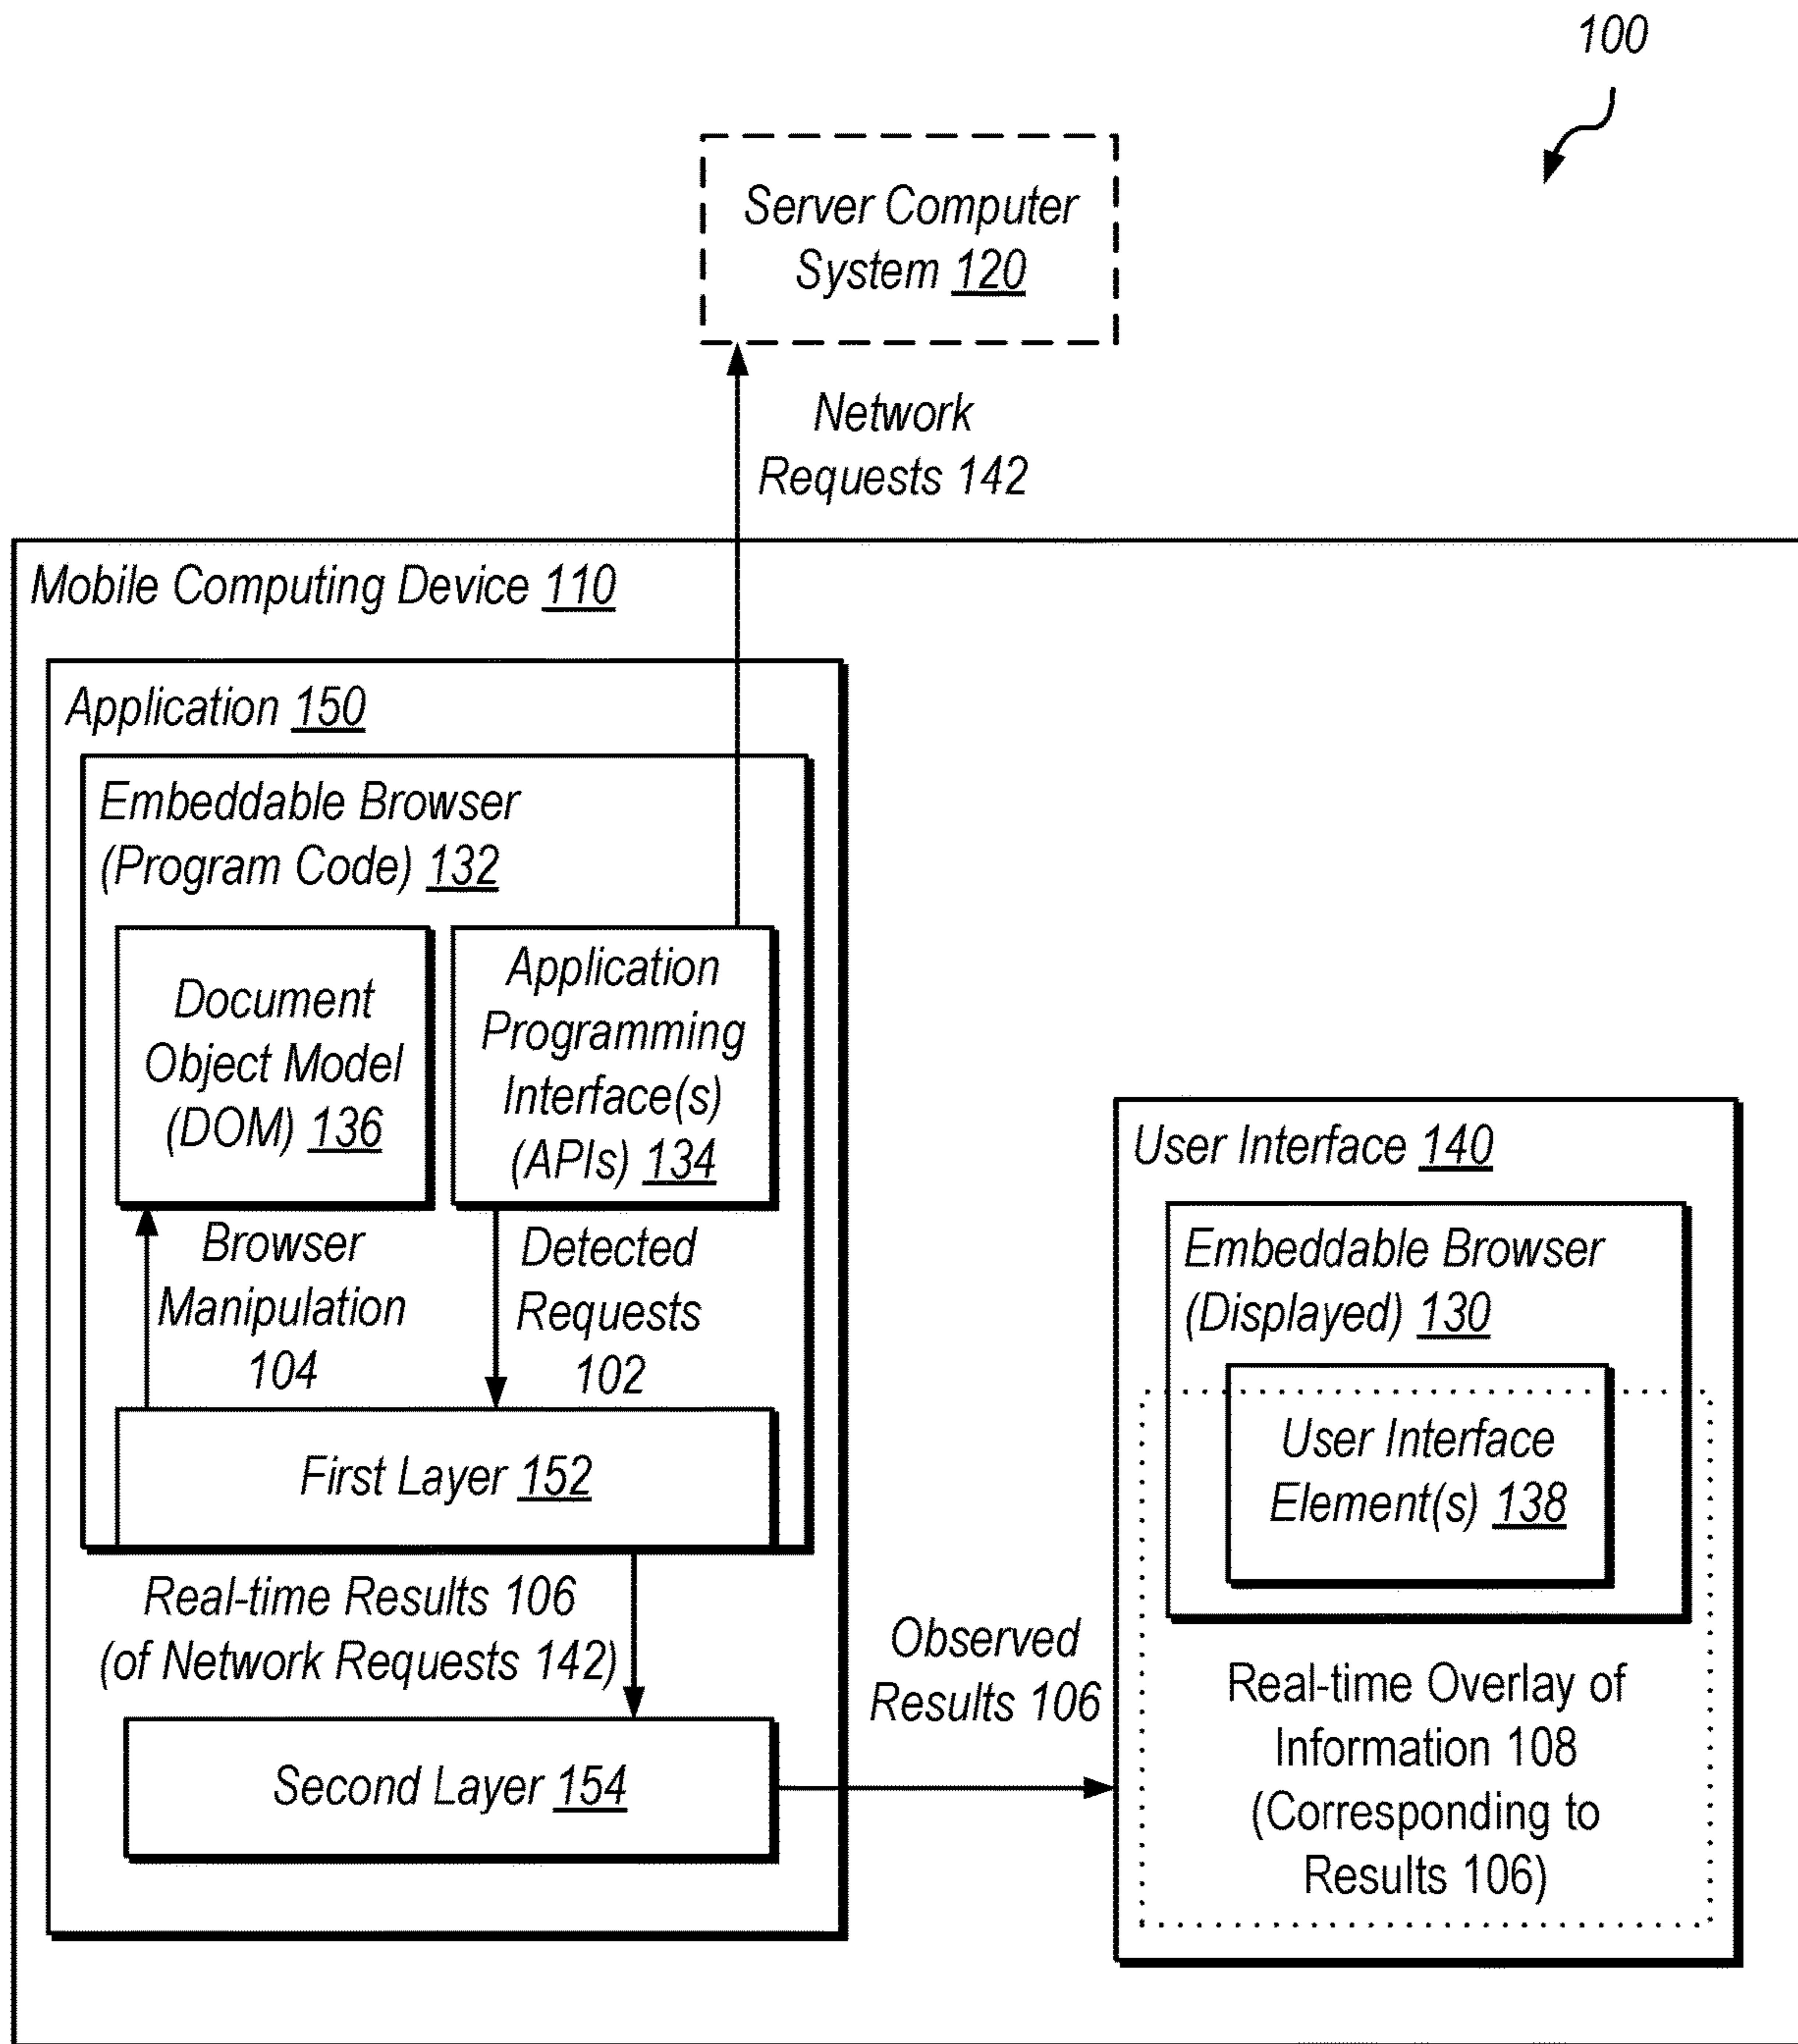 100
Server Computer
System 120
Network
Requests 142
Mobile Computing Device 110
Application 150
Embeddable Browser
(Program Code) 132
Document
Object Model
(DOM) 136
Application
Programming
Interface(s)
(APIs) 134
Browser
Manipulation
104
Detected
Requests
102
First Layer 152
Real-time Results 106
(of Network Requests 142)
Second Layer 154
Observed
Results 106
User Interface 140
Embeddable Browser
(Displayed) 130
User Interface
Element(s) 138
Real-time Overlay of
Information 108
(Corresponding to
Results 106)